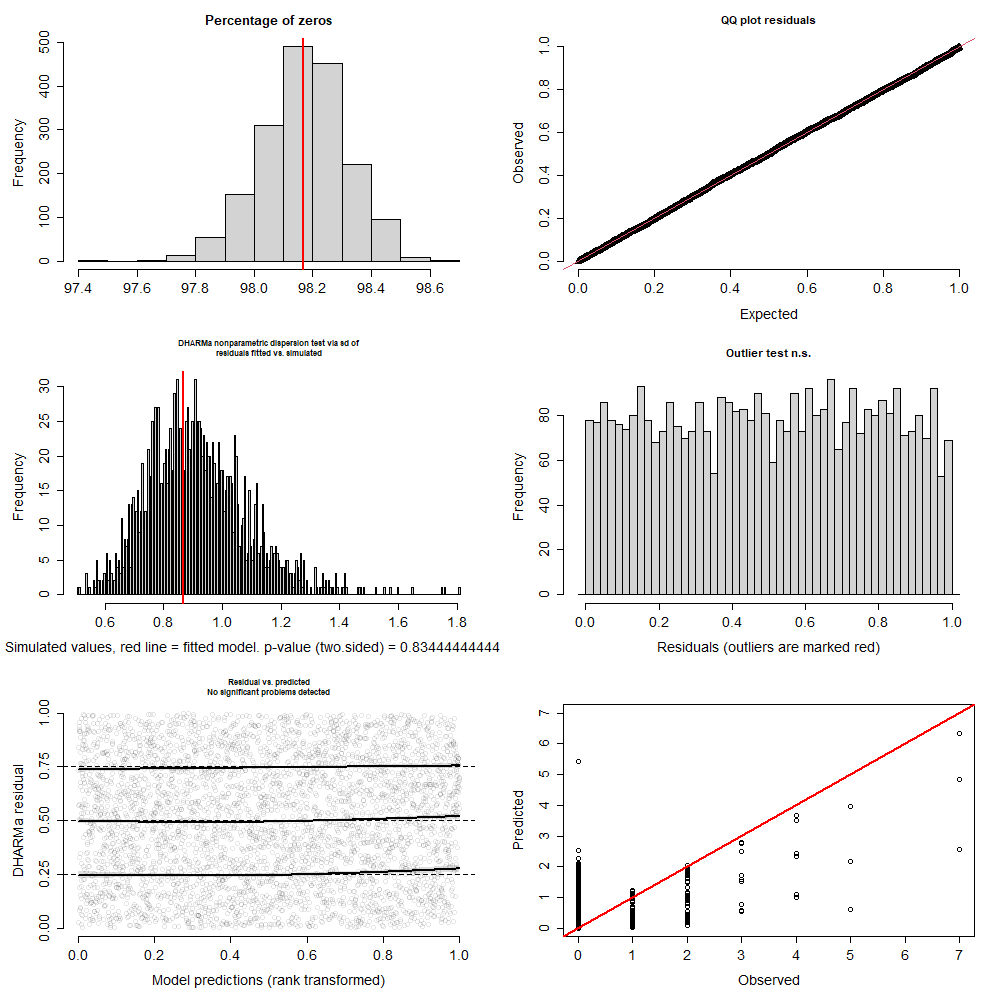 Percentage of zeros
Frequency
0 100 200 300 400 500
97.4 97.6 97.8 98.0 98.2 98.4 98.6
QQ plot residuals
Observed
0.0 0.2 0.4 0.6 0.8 1.0
0.0 0.2 0.4 0.6 0.8 1.0
Expected
DHARMa nonparametric dispersion test via sd of
residuals fitted vs. simulated
Frequency
0 5 10 15 20 25 30
0.6 0.8 1.0 1.2 1.4 1.6 1.8
Simulated values, red line = fitted model. p-value (two.sided) = 0.83444444444
Outlier test n.s.
Frequency
0 20 40 60 80
0.0 0.2 0.4 0.6 0.8 1.0
Residuals (outliers are marked red)
Residual vs. predicted
No significant problems detected
DHARMa residual
0.00 0.25 0.50 0.75 1.00
0.0 0.2 0.4 0.6 0.8 1.0
Model predictions (rank transformed)
Predicted
0 1 2 3 4 5 6 7
0 1 2 3 4 5 6 7
Observed